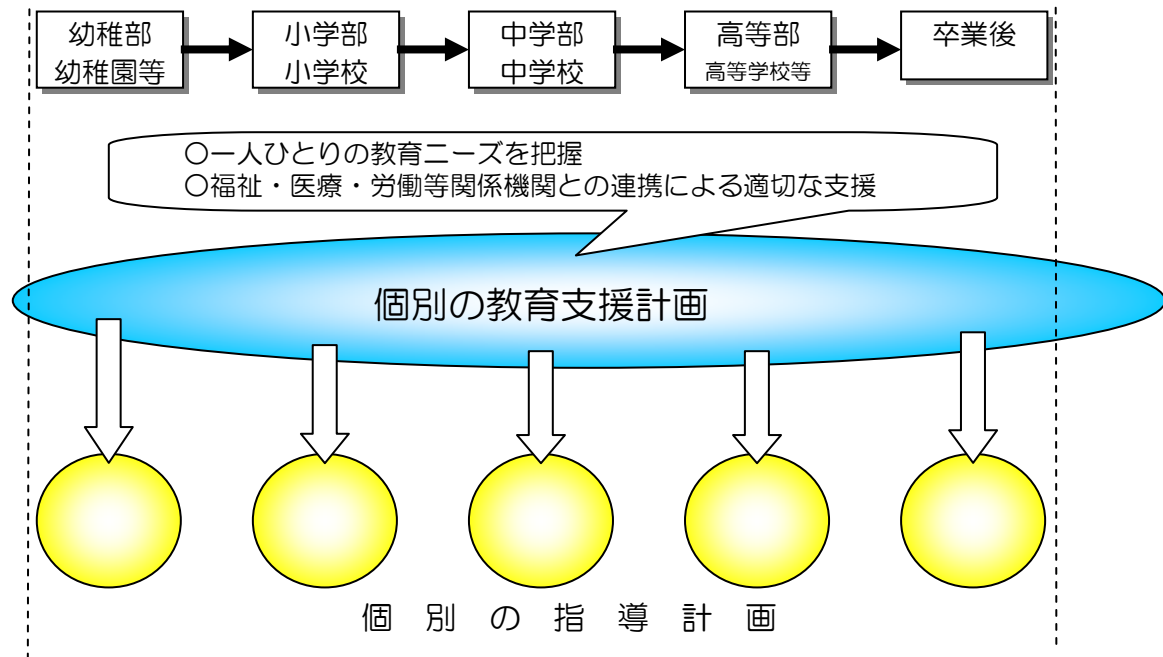 幼稚部
幼稚園等
小学部
小学校
中学部
中学校
高等部
高等学校等
卒業後
○一人ひとりの教育ニーズを把握
○福祉・医療・労働等関係機関との連携による適切な支援
個別の教育支援計画
個別の指導計画